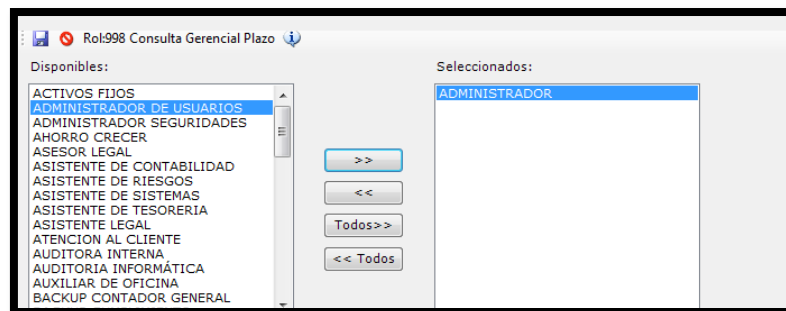 Rol:998 Consulta Gerencial Plazo
Disponibles:
Seleccionados:
ACTIVOS FIJOS
ADMINISTRADOR DE USUARIOS
ADMINISTRADOR SEGURIDADES
AHORRO CRECER
ASESOR LEGAL
ASISTENTE DE CONTABILIDAD
ASISTENTE DE RIESGOS
ASISTENTE DE SISTEMAS
ASISTENTE DE TESORERIA
ASISTENTE LEGAL
ATENCION AL CLIENTE
AUDITORA INTERNA
AUDITORIA INFORMÁTICA
AUXILIAR DE OFICINA
BACKUP CONTADOR GENERAL
>>
<<
Todos>>
<< Todos
ADMINISTRADOR